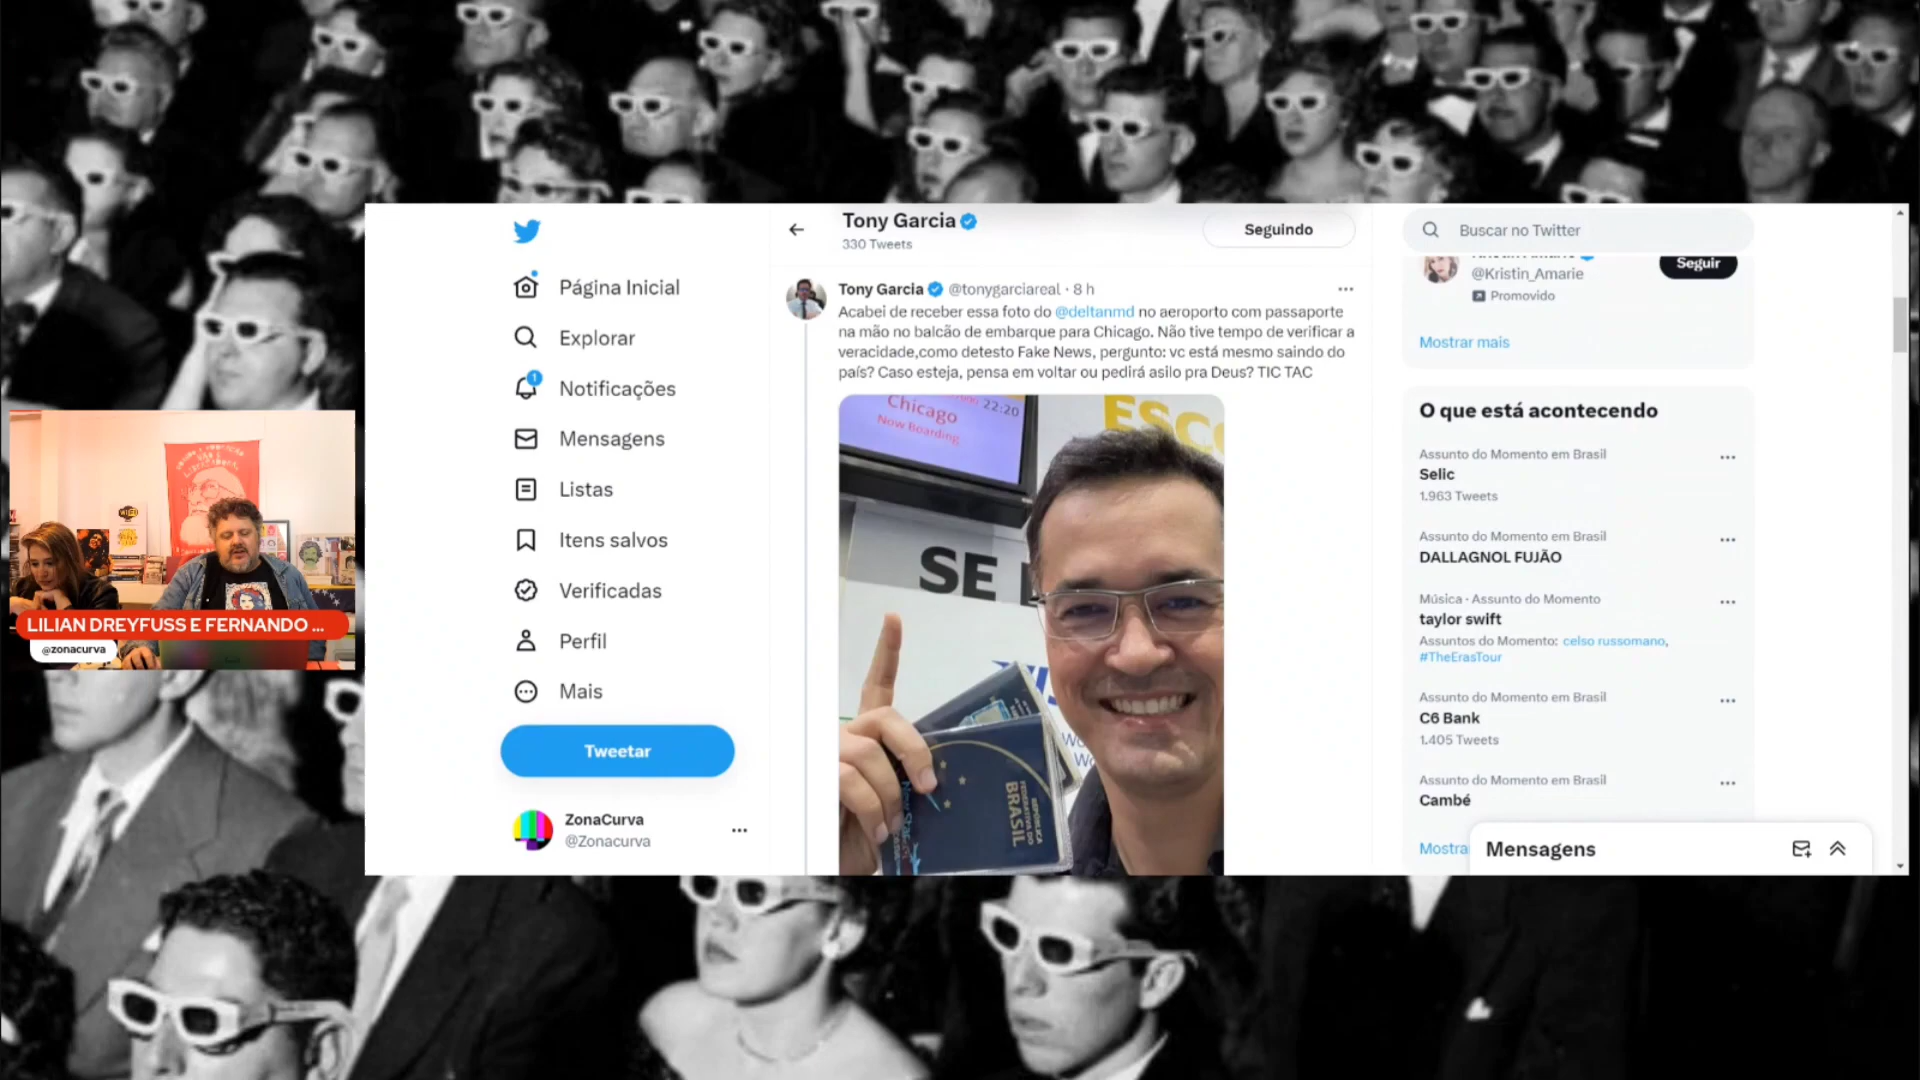 Tony Garcia
330 Tweets
Seguindo
Buscar no Twitter
Página Inicial
Explorar
1
Notificações
Mensagens
Listas
Itens salvos
Verificadas
Perfil
Mais
Tweetar
ZonaCurva
@Zonacurva
Tony Garcia @tonygarciareal · 8 h
Acabei de receber essa foto do @deltanmd no aeroporto com passaporte
na mão no balcão de embarque para Chicago. Não tive tempo de verificar a
veracidade,como detesto Fake News, pergunto: vc está mesmo saindo do
país? Caso esteja, pensa em voltar ou pedirá asilo pra Deus? TIC TAC
Chicago 22:20
Now Boarding
ESC
SE
REPÚBLICA
FEDERATIVA DO
BRASIL
@Kristin_Amarie
Promovido
Seguir
Mostrar mais
O que está acontecendo
Assunto do Momento em Brasil
Selic
1.963 Tweets
Assunto do Momento em Brasil
DALLAGNOL FUJÃO
Música · Assunto do Momento
taylor swift
Assuntos do Momento: celso russomano,
#TheErasTour
Assunto do Momento em Brasil
C6 Bank
1.405 Tweets
Assunto do Momento em Brasil
Cambé
Mostra
Mensagens
LILIAN DREYFUSS E FERNANDO ...
@zonacurva